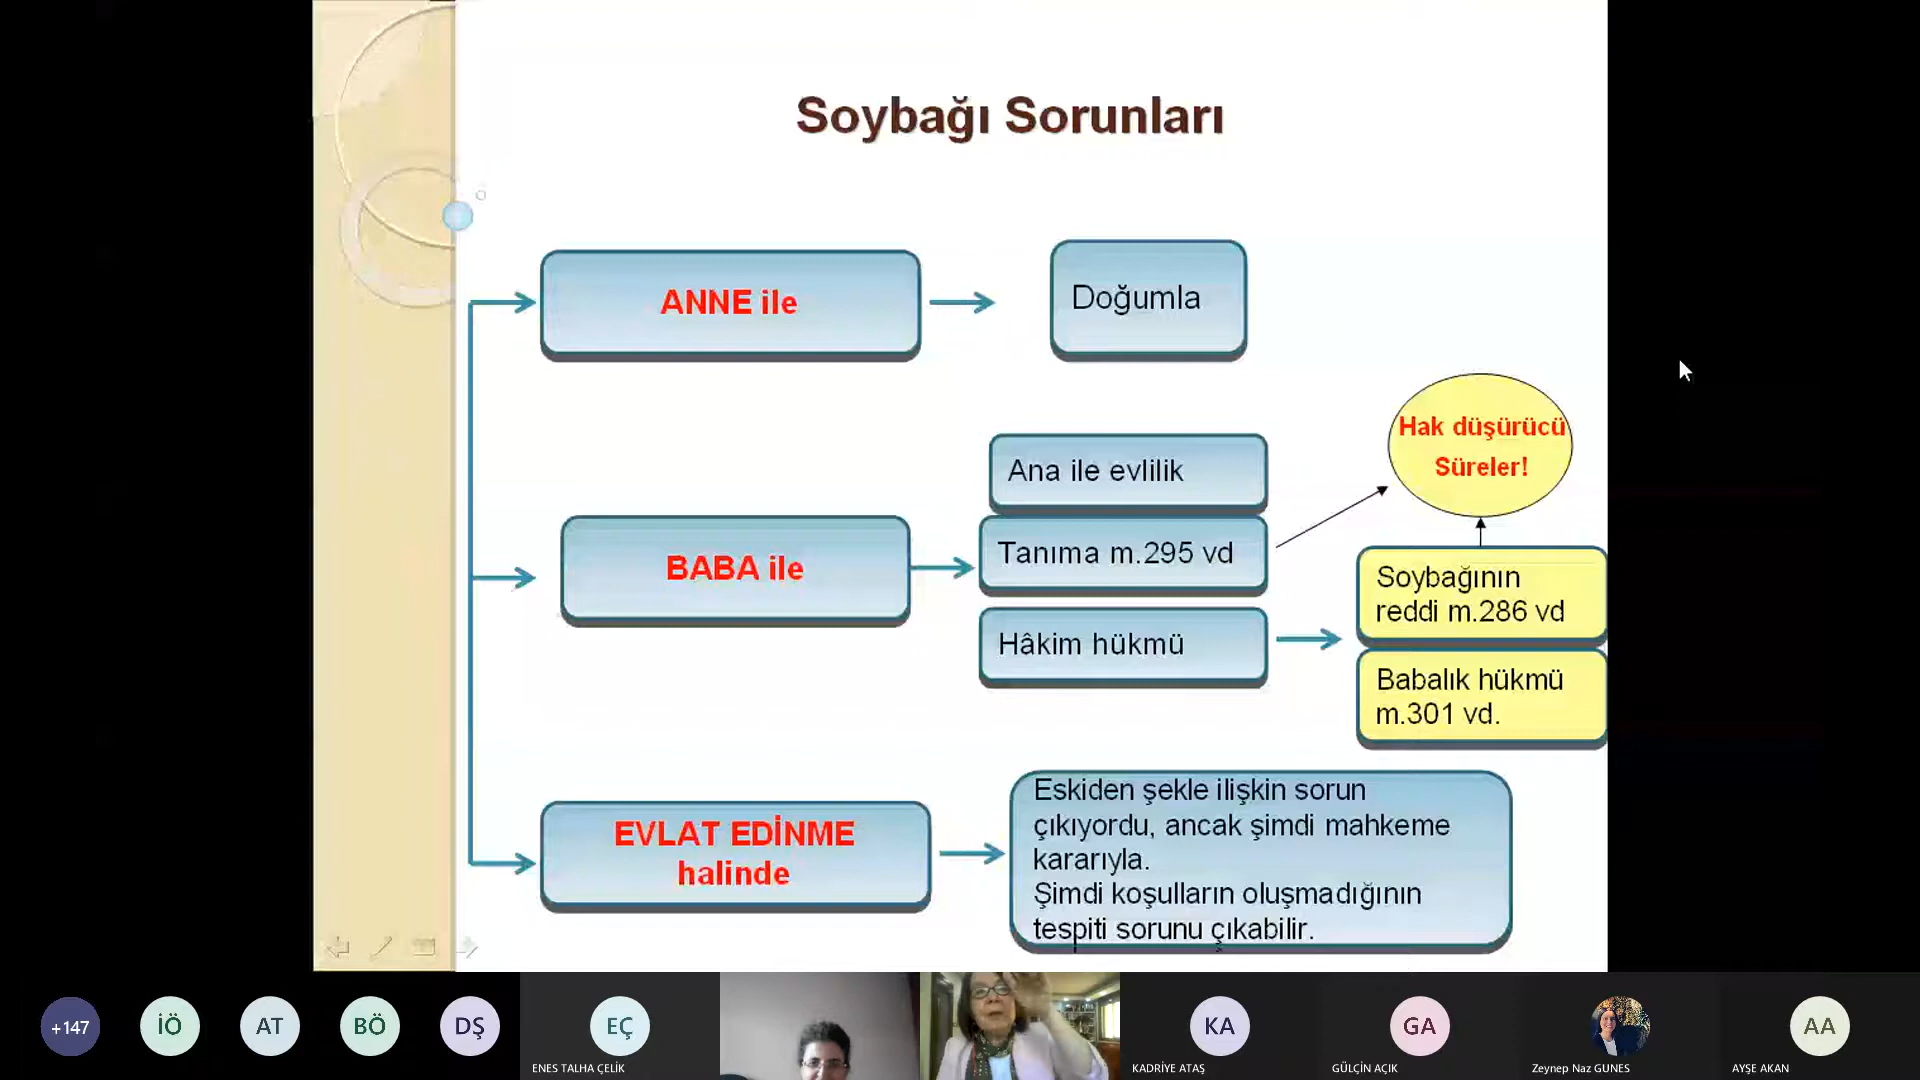 Soybağı Sorunları
ANNE ile
Doğumla
Hak düşürücü
Süreler!
Ana ile evlilik
BABA ile
Tanıma m.295 vd
Hâkim hükmü
Soybağının
reddi m.286 vd
Babalık hükmü
m.301 vd.
EVLAT EDİNME
halinde
Eskiden şekle ilişkin sorun
çıkıyordu, ancak şimdi mahkeme
kararıyla.
Şimdi koşulların oluşmadığının
tespiti sorunu çıkabilir.
+147
İÖ
AT
BÖ
DŞ
EÇ
ENES TALHA ÇELİK
KA
KADRİYE ATAŞ
GA
GÜLÇİN AÇIK
Zeynep Naz GUNES
AA
AYŞE AKAN